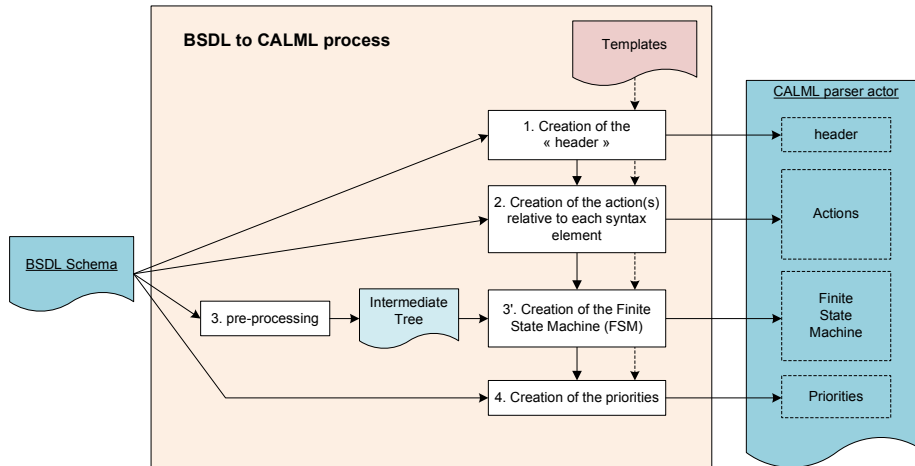 BSDL to CALML process
Templates
CALML parser actor
1. Creation of the
« header »
header
2. Creation of the action(s)
relative to each syntax
element
Actions
BSDL Schema
3. pre-processing
Intermediate
Tree
3'. Creation of the Finite
State Machine (FSM)
Finite
State
Machine
4. Creation of the priorities
Priorities